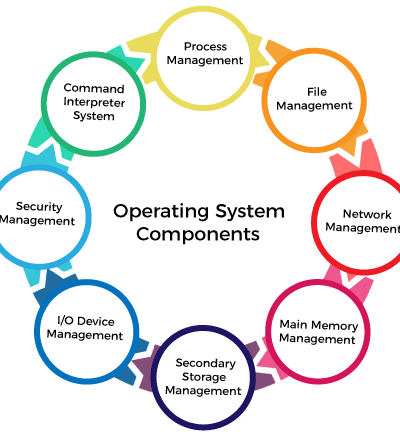 Process
Management
File
Management
Network
Management
Main Memory
Management
Secondary
Storage
Management
I/O Device
Management
Security
Management
Command
Interpreter
System
Operating System
Components